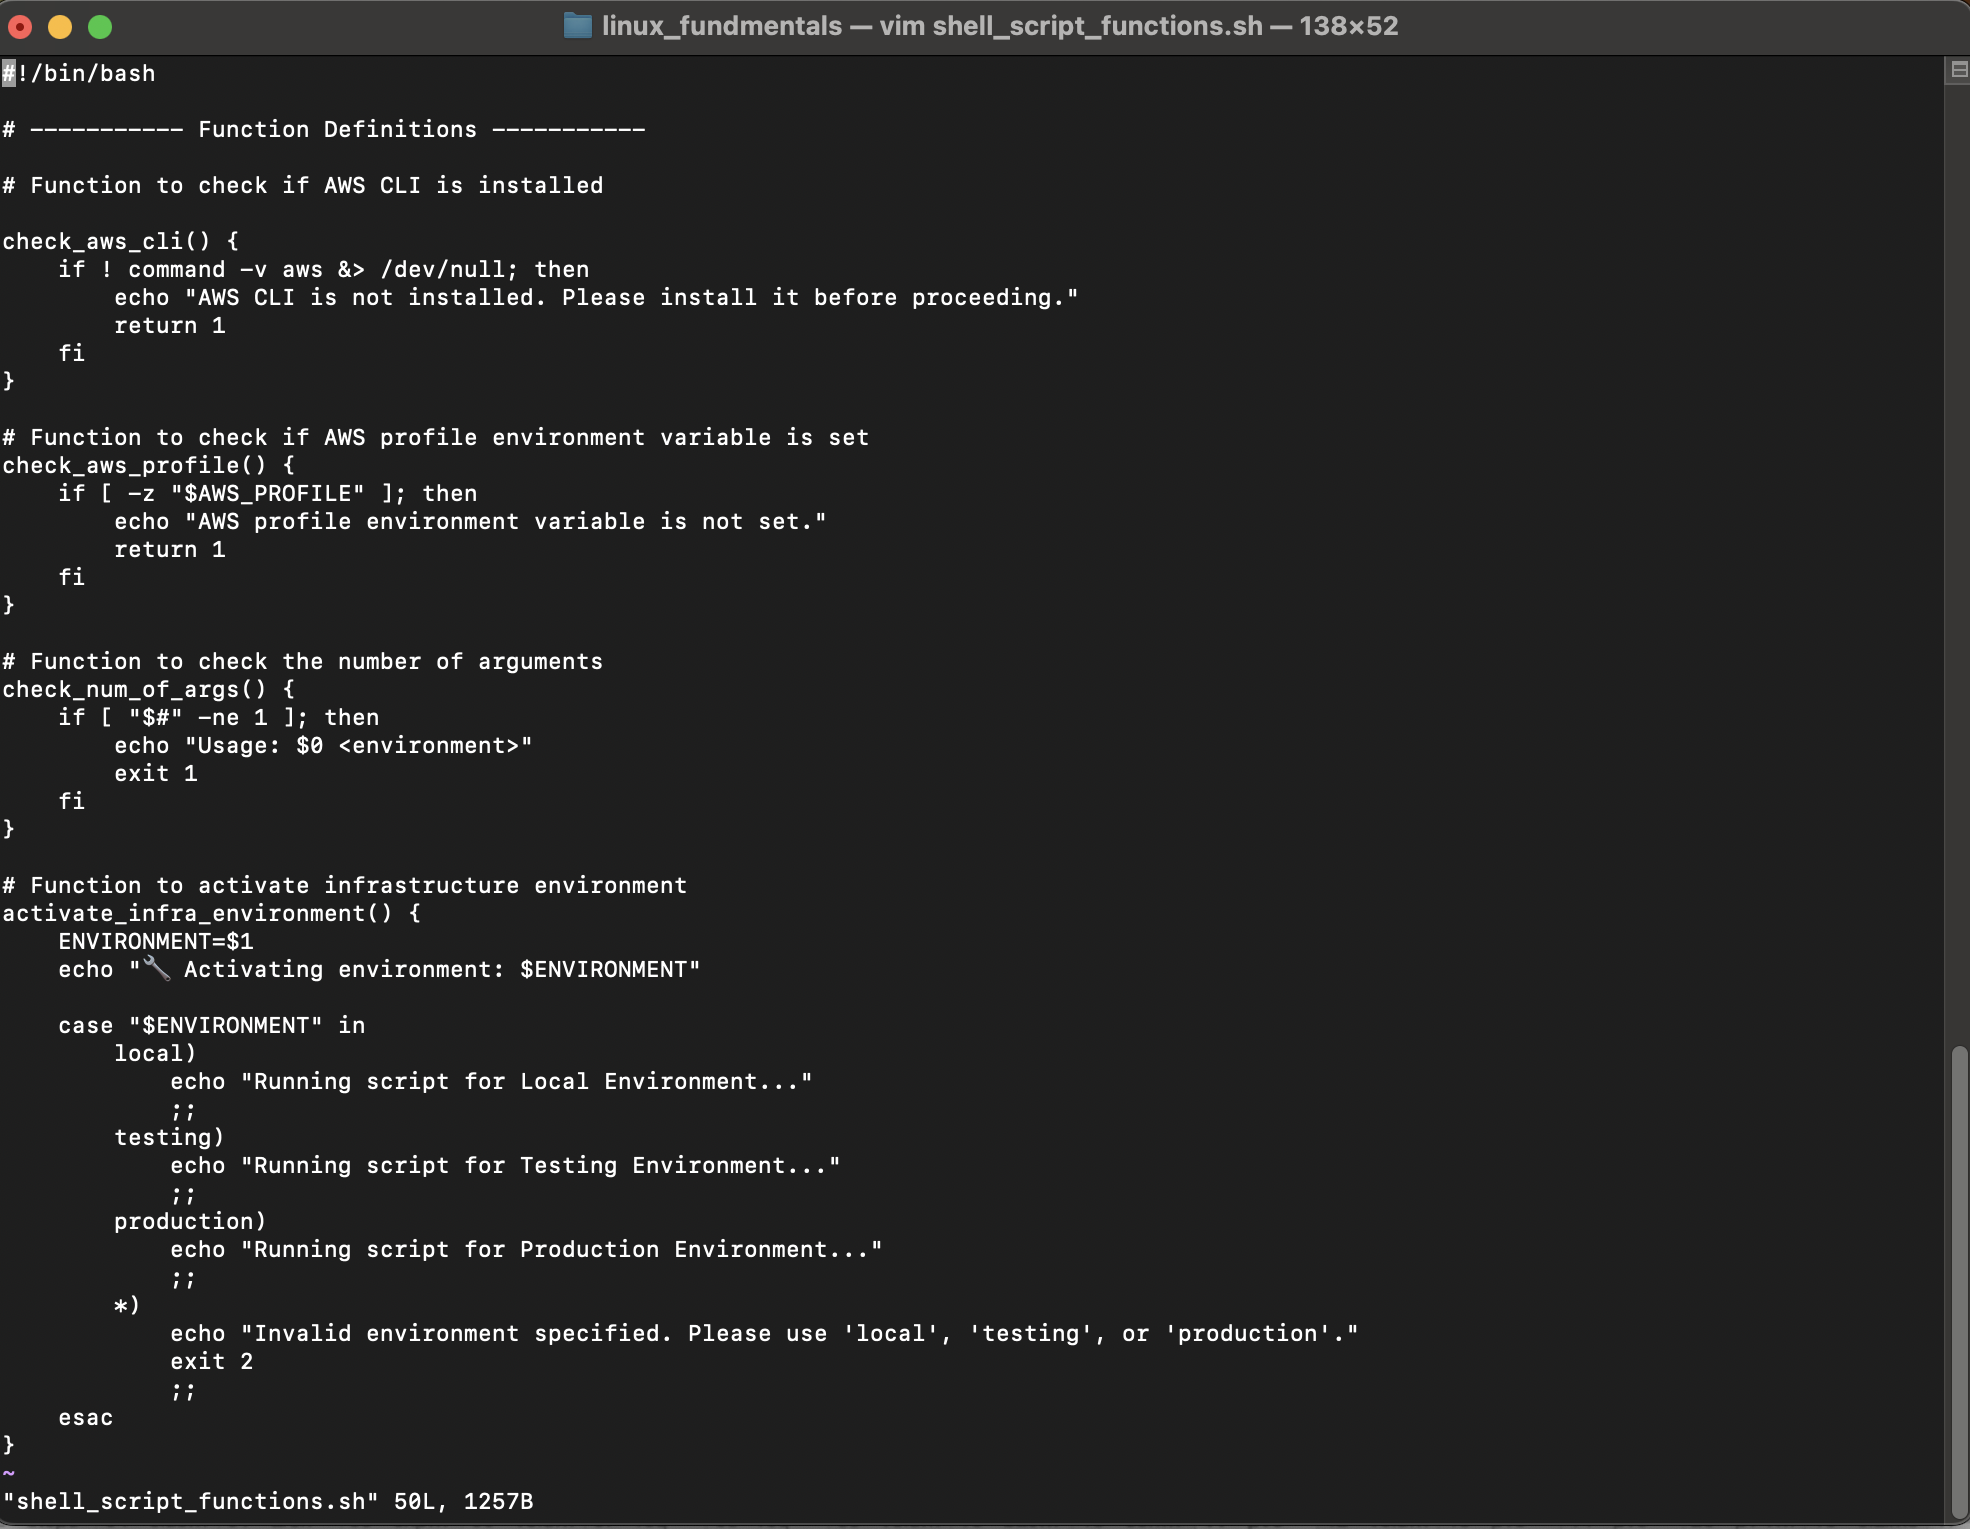 linux_fundmentals — vim shell_script_functions.sh — 138×52
#!/bin/bash

# ----------- Function Definitions -----------

# Function to check if AWS CLI is installed

check_aws_cli() {
    if ! command -v aws &> /dev/null; then
        echo "AWS CLI is not installed. Please install it before proceeding."
        return 1
    fi
}

# Function to check if AWS profile environment variable is set
check_aws_profile() {
    if [ -z "$AWS_PROFILE" ]; then
        echo "AWS profile environment variable is not set."
        return 1
    fi
}

# Function to check the number of arguments
check_num_of_args() {
    if [ "$#" -ne 1 ]; then
        echo "Usage: $0 <environment>"
        exit 1
    fi
}

# Function to activate infrastructure environment
activate_infra_environment() {
    ENVIRONMENT=$1
    echo "🔧 Activating environment: $ENVIRONMENT"

    case "$ENVIRONMENT" in
        local)
            echo "Running script for Local Environment..."
            ;;
        testing)
            echo "Running script for Testing Environment..."
            ;;
        production)
            echo "Running script for Production Environment..."
            ;;
        *)
            echo "Invalid environment specified. Please use 'local', 'testing', or 'production'."
            exit 2
            ;;
    esac
}
~
"shell_script_functions.sh" 50L, 1257B